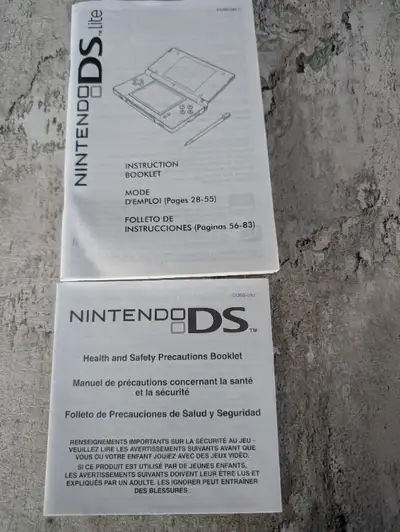 NINTENDO DS™ Lite
INSTRUCTION
BOOKLET
MODE
D'EMPLOI (Pages 28-55)
FOLLETO DE
INSTRUCCIONES (Páginas 56-83)
NINTENDO DS™
Health and Safety Precautions Booklet
Manuel de précautions concernant la santé
et la sécurité
Folleto de Precauciones de Salud y Seguridad
RENSEIGNEMENTS IMPORTANTS SUR LA SÉCURITÉ AU JEU -
VEUILLEZ LIRE LES AVERTISSEMENTS SUIVANTS AVANT QUE
VOUS OU VOTRE ENFANT JOUIEZ AVEC DES JEUX VIDÉO.
SI CE PRODUIT EST UTILISÉ PAR DE JEUNES ENFANTS,
LES AVERTISSEMENTS SUIVANTS DOIVENT LEUR ÊTRE LUS ET
EXPLIQUÉS PAR UN ADULTE. LES IGNORER PEUT ENTRAÎNER
DES BLESSURES.